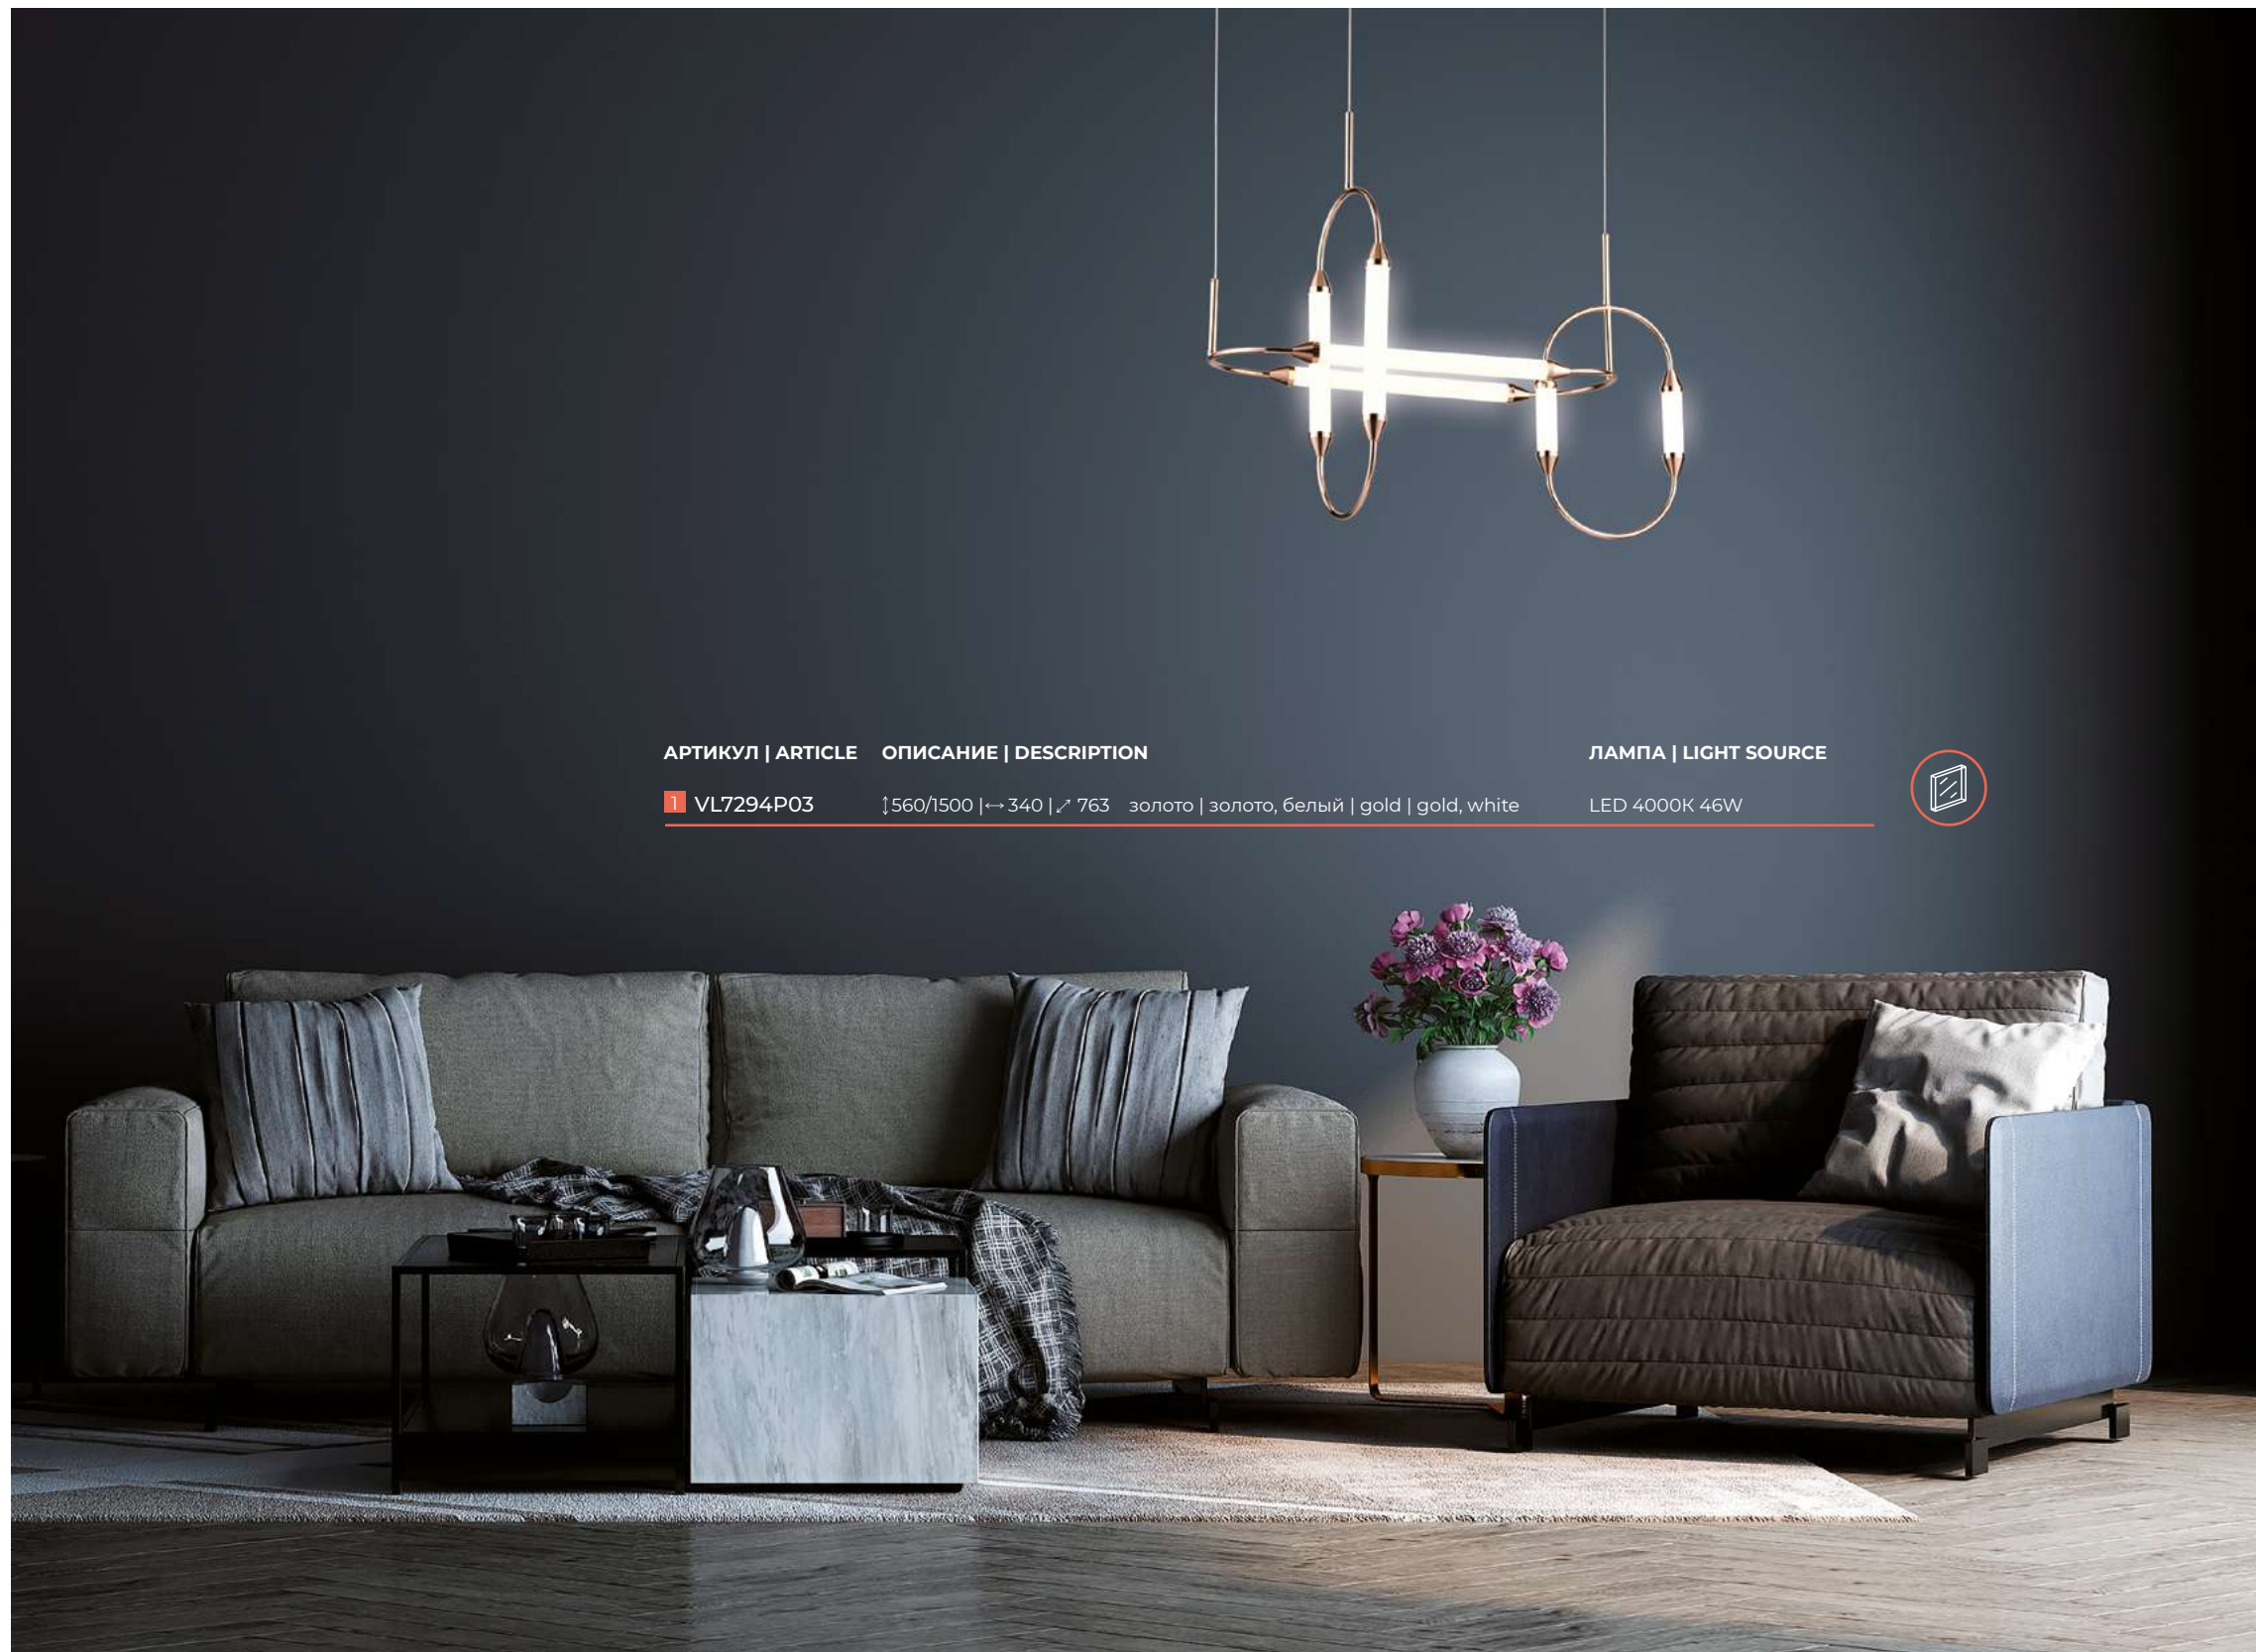 АРТИКУЛ | ARTICLE ОПИСАНИЕ | DESCRIPTION ЛАМПА | LIGHT SOURCE
1 VL7294P03 ↕560/1500 |↔340 |⤢ 763 золото | золото, белый | gold | gold, white LED 4000К 46W